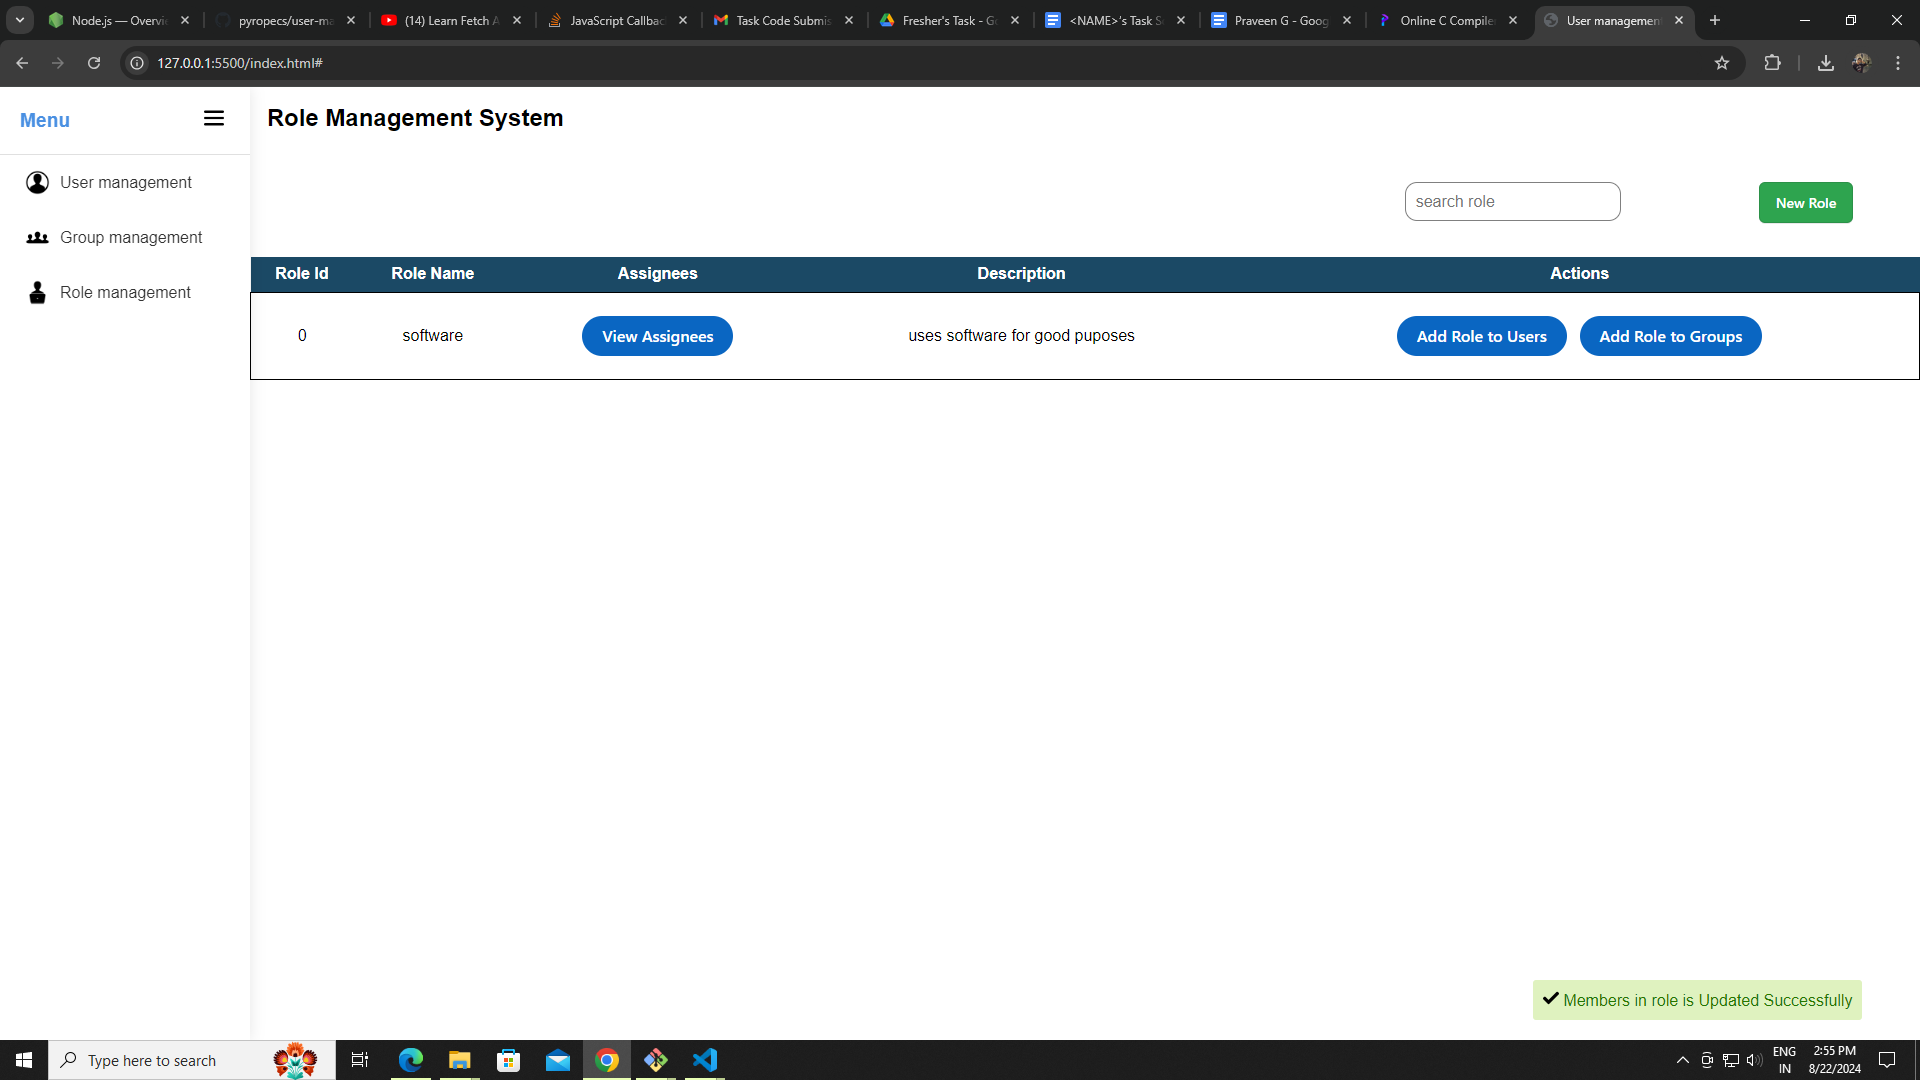 Node.js — Overvi
pyropecs/user-ma
(14) Learn Fetch A
JavaScript Callbac
Task Code Submis
Fresher's Task - Go
<NAME>'s Task S
Praveen G - Goog
Online C Compile
User management
127.0.0.1:5500/index.html#
Menu
Role Management System
User management
Group management
Role management
search role
New Role
Role Id Role Name Assignees Description Actions
0 software View Assignees uses software for good puposes Add Role to Users Add Role to Groups
Members in role is Updated Successfully
Type here to search
ENG
IN
2:55 PM
8/22/2024